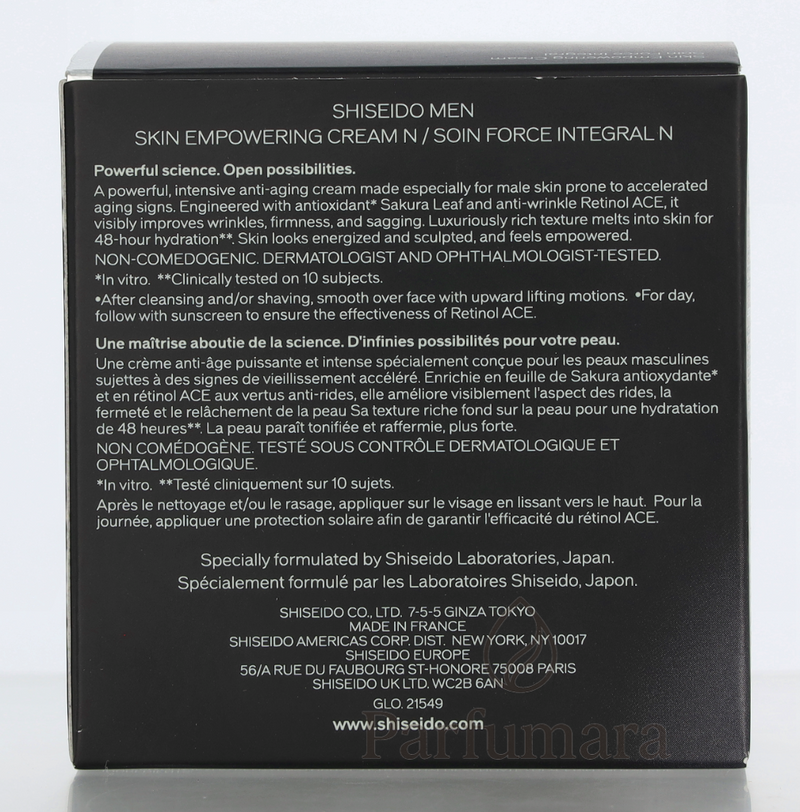 Skin Empowering Cream
Soin Force Intégral
SHISEIDO MEN
SKIN EMPOWERING CREAM N / SOIN FORCE INTEGRAL N
Powerful science. Open possibilities.
A powerful, intensive anti-aging cream made especially for male skin prone to accelerated
aging signs. Engineered with antioxidant* Sakura Leaf and anti-wrinkle Retinol ACE, it
visibly improves wrinkles, firmness, and sagging. Luxuriously rich texture melts into skin for
48-hour hydration**. Skin looks energized and sculpted, and feels empowered.
NON-COMEDOGENIC. DERMATOLOGIST AND OPHTHALMOLOGIST-TESTED.
*In vitro. **Clinically tested on 10 subjects.
•After cleansing and/or shaving, smooth over face with upward lifting motions. •For day,
follow with sunscreen to ensure the effectiveness of Retinol ACE.
Une maîtrise aboutie de la science. D'infinies possibilités pour votre peau.
Une crème anti-âge puissante et intense spécialement conçue pour les peaux masculines
sujettes à des signes de vieillissement accéléré. Enrichie en feuille de Sakura antioxydante*
et en rétinol ACE aux vertus anti-rides, elle améliore visiblement l'aspect des rides, la
fermeté et le relâchement de la peau Sa texture riche fond sur la peau pour une hydratation
de 48 heures**. La peau paraît tonifiée et raffermie, plus forte.
NON COMÉDOGÈNE. TESTÉ SOUS CONTRÔLE DERMATOLOGIQUE ET
OPHTALMOLOGIQUE.
*In vitro. **Testé cliniquement sur 10 sujets.
Après le nettoyage et/ou le rasage, appliquer sur le visage en lissant vers le haut. Pour la
journée, appliquer une protection solaire afin de garantir l'efficacité du rétinol ACE.
Specially formulated by Shiseido Laboratories, Japan.
Spécialement formulé par les Laboratoires Shiseido, Japon.
SHISEIDO CO., LTD. 7-5-5 GINZA TOKYO
MADE IN FRANCE
SHISEIDO AMERICAS CORP. DIST. NEW YORK, NY 10017
SHISEIDO EUROPE
56/A RUE DU FAUBOURG ST-HONORE 75008 PARIS
SHISEIDO UK LTD. WC2B 6AN
GLO. 21549
www.shiseido.com
Parfumara